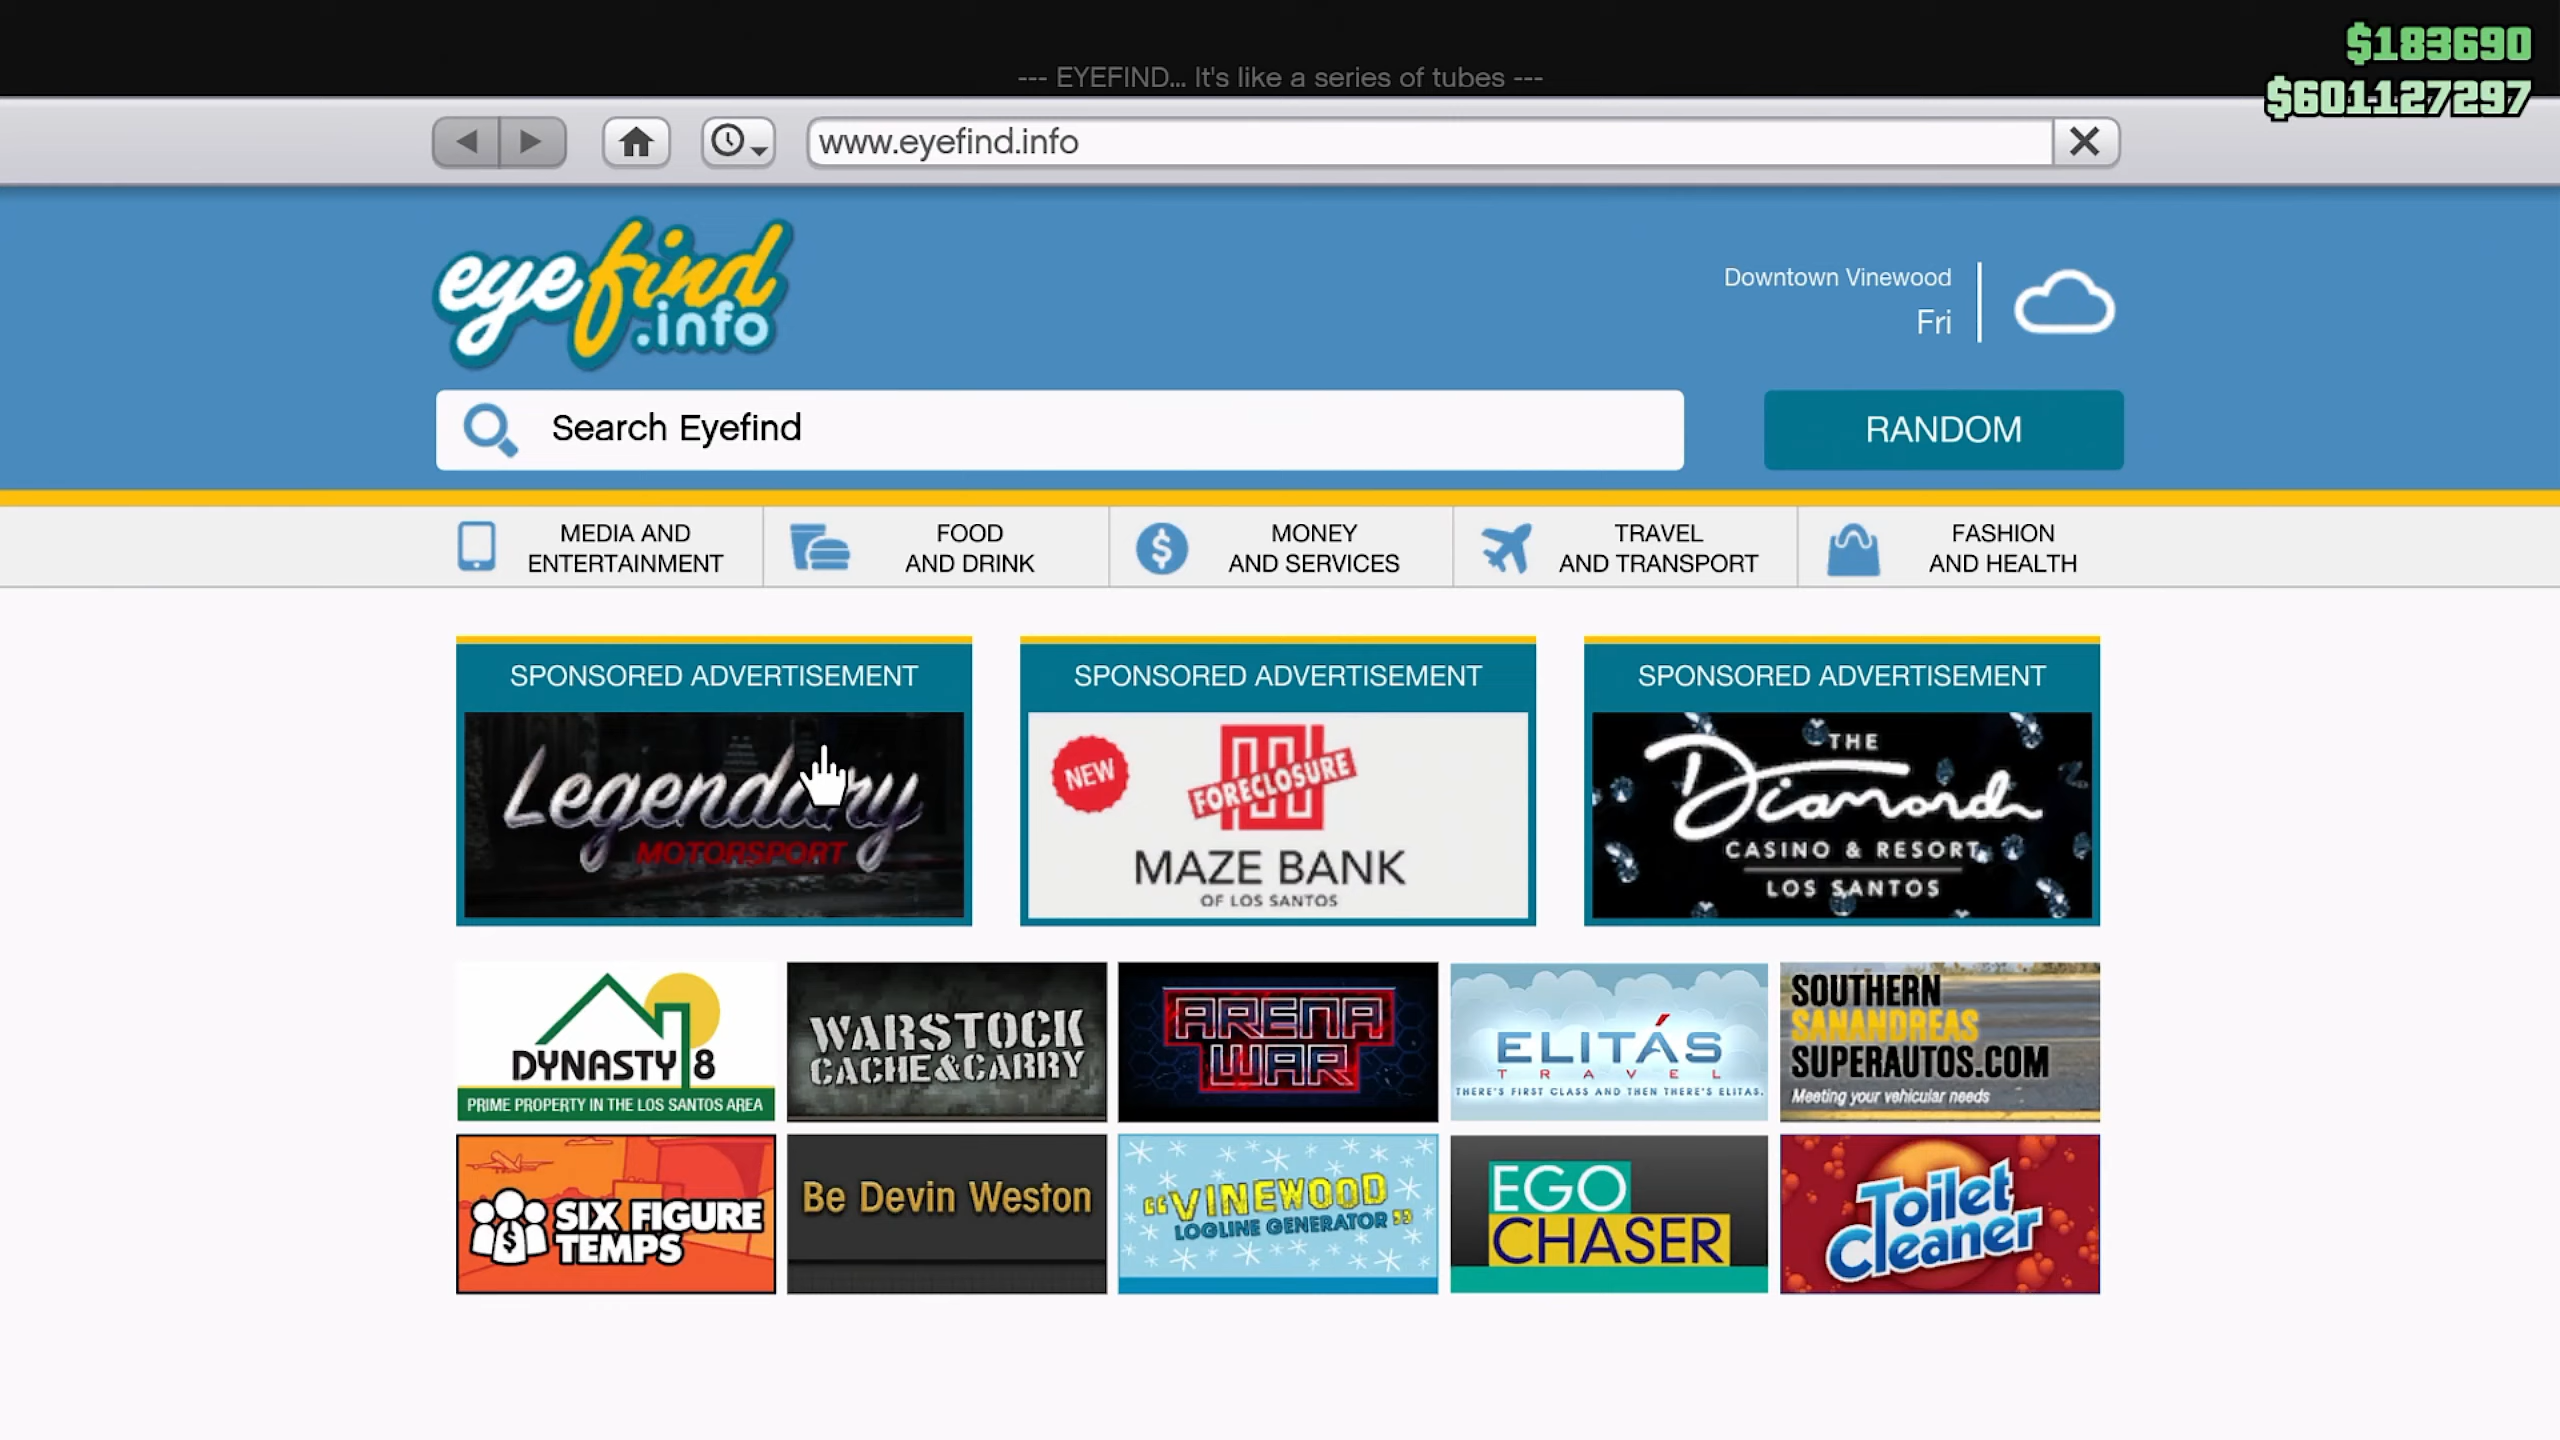 $183690
--- EYEFIND... It's like a series of tubes ---
$601127297
www.eyefind.info
eyefind
.info
Downtown Vinewood
Fri
Search Eyefind
RANDOM
MEDIA AND
ENTERTAINMENT
FOOD
AND DRINK
MONEY
AND SERVICES
TRAVEL
AND TRANSPORT
FASHION
AND HEALTH
SPONSORED ADVERTISEMENT
Legendary
MOTORSPORT
SPONSORED ADVERTISEMENT
NEW
FORECLOSURE
MAZE BANK
OF LOS SANTOS
SPONSORED ADVERTISEMENT
THE
Diamond
CASINO & RESORT
LOS SANTOS
DYNASTY 8
PRIME PROPERTY IN THE LOS SANTOS AREA
WARSTOCK
CACHE & CARRY
ARENA
WAR
ELITÁS
TRAVEL
THERE'S FIRST CLASS AND THEN THERE'S ELITAS.
SOUTHERN
SANANDREAS
SUPERAUTOS.COM
Meeting your vehicular needs
SIX FIGURE
TEMPS
Be Devin Weston
"VINEWOOD
LOGLINE GENERATOR"
EGO
CHASER
Toilet
Cleaner